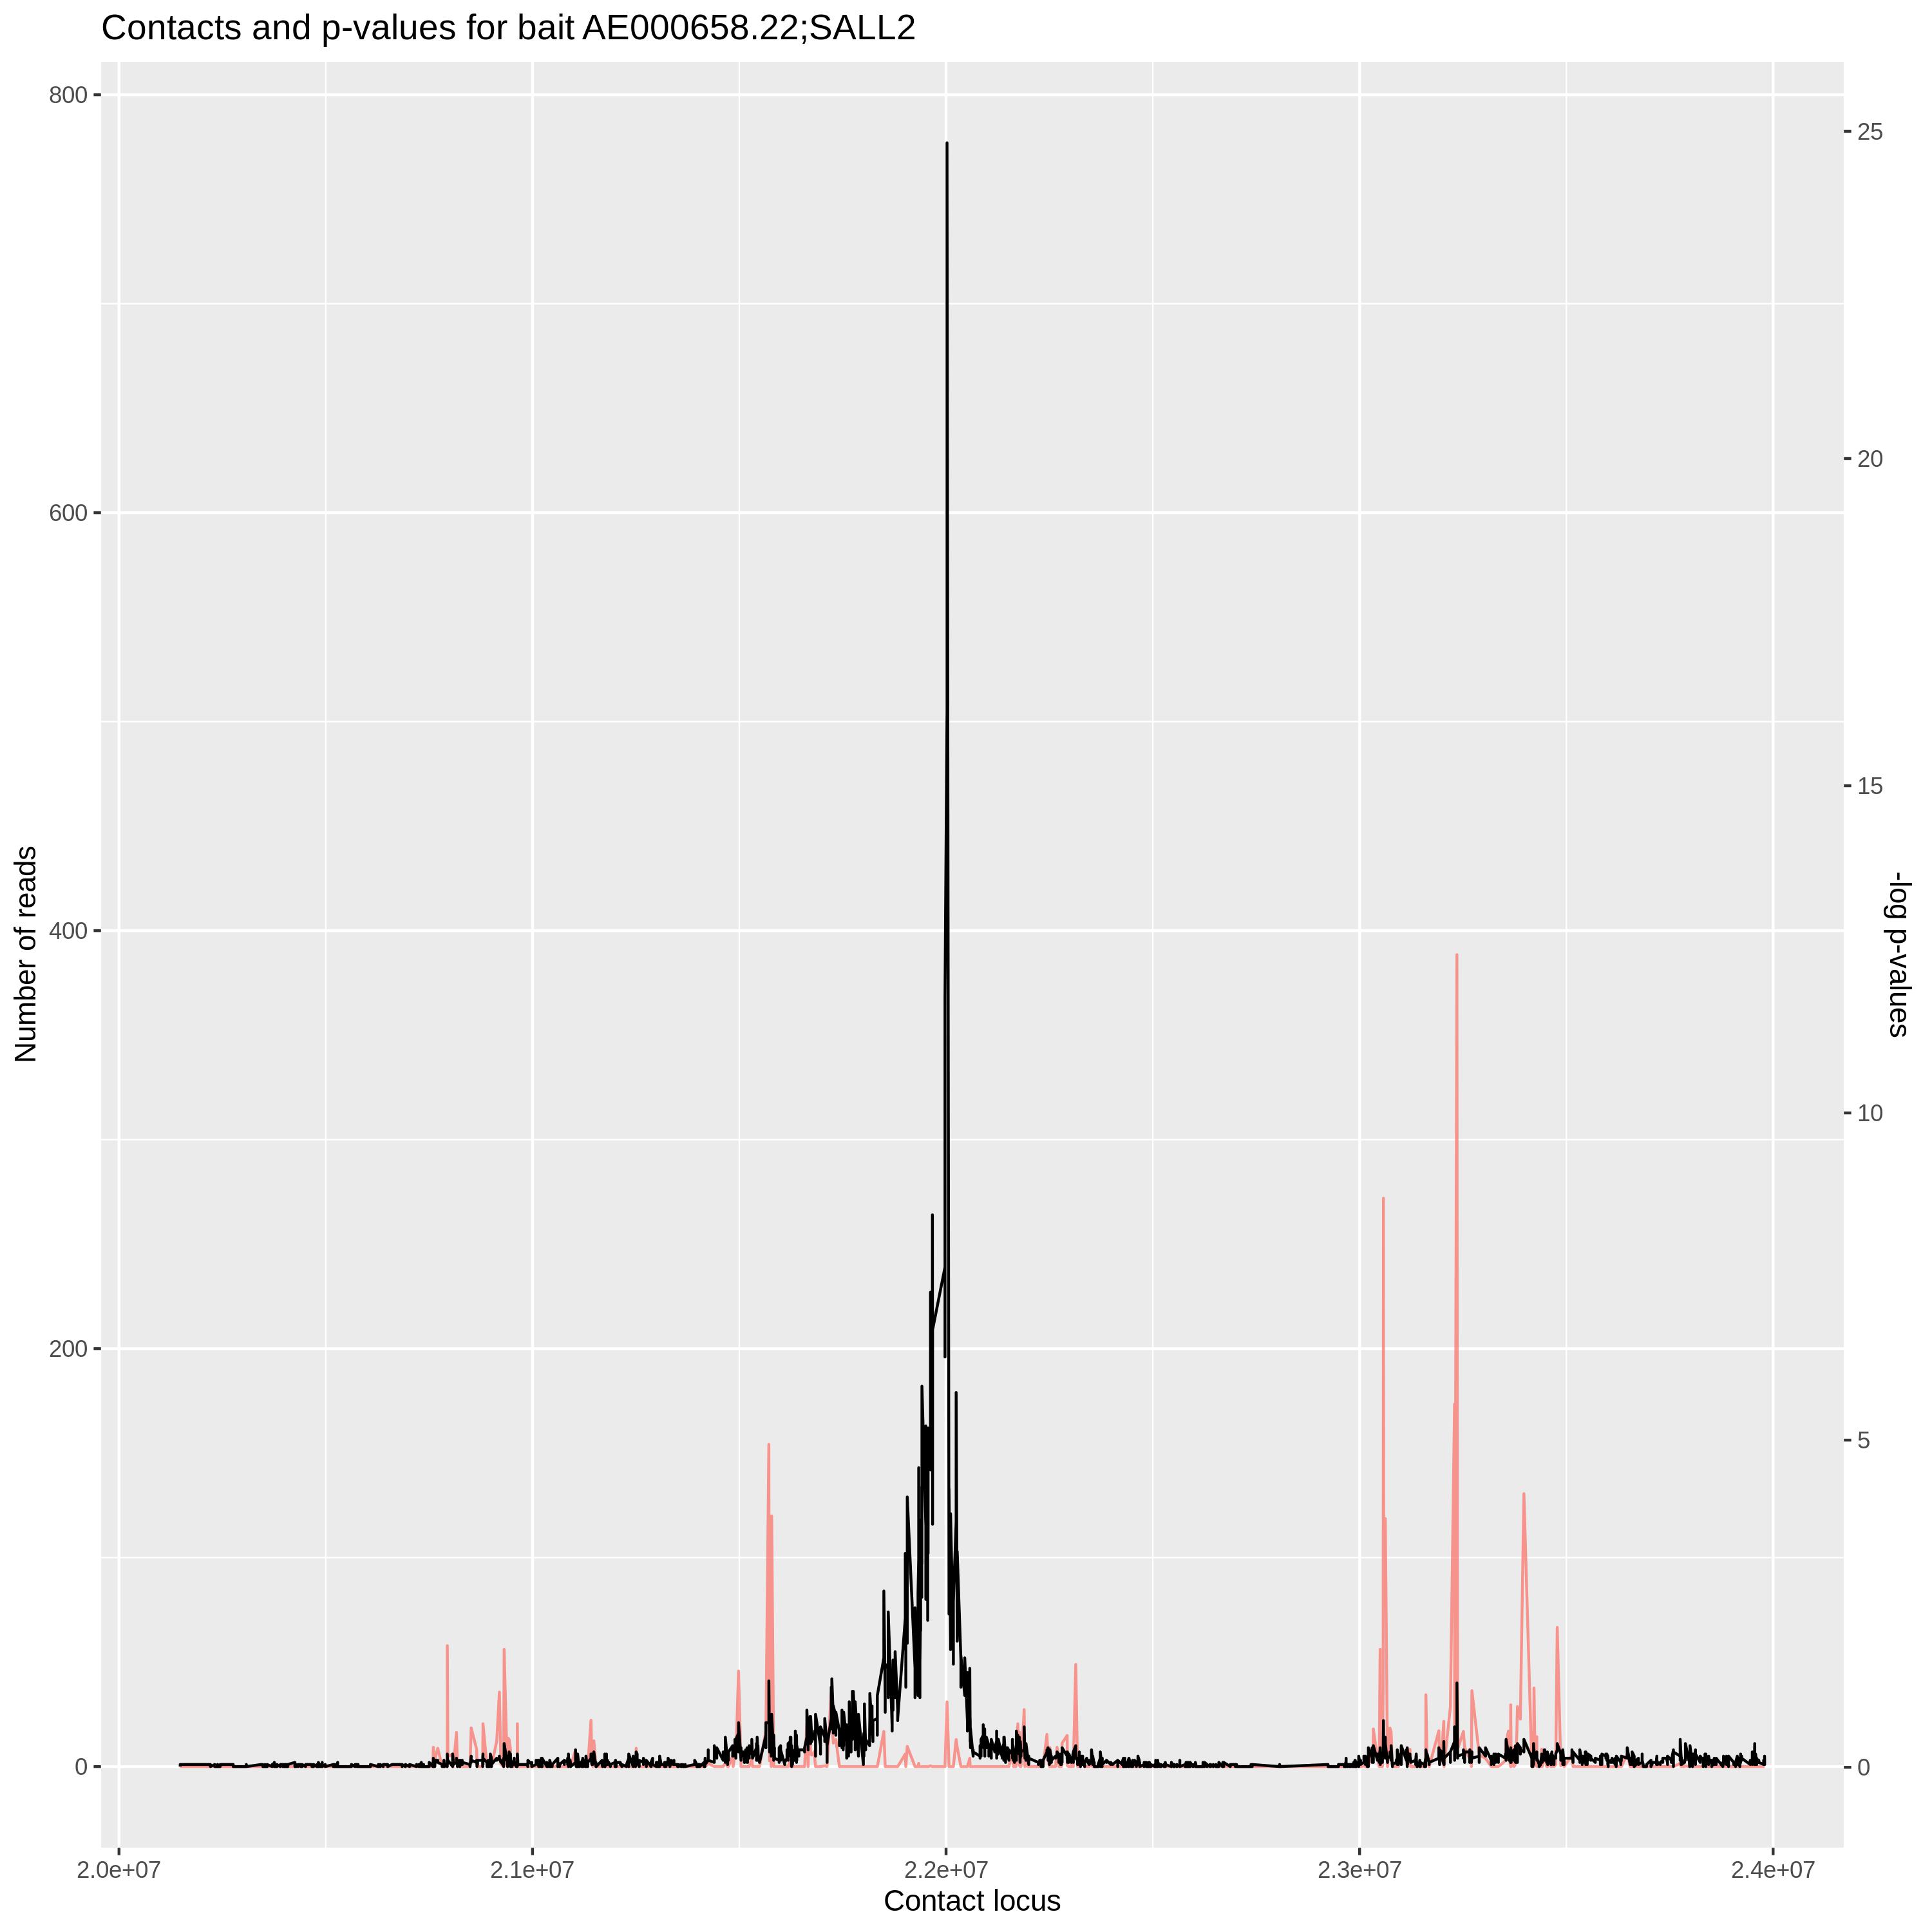 Contacts and p-values for bait AE000658.22;SALL2
800
600
400
200
0
Number of reads
25
20
15
10
5
0
-log p-values
2.0e+07
2.1e+07
2.2e+07
2.3e+07
2.4e+07
Contact locus